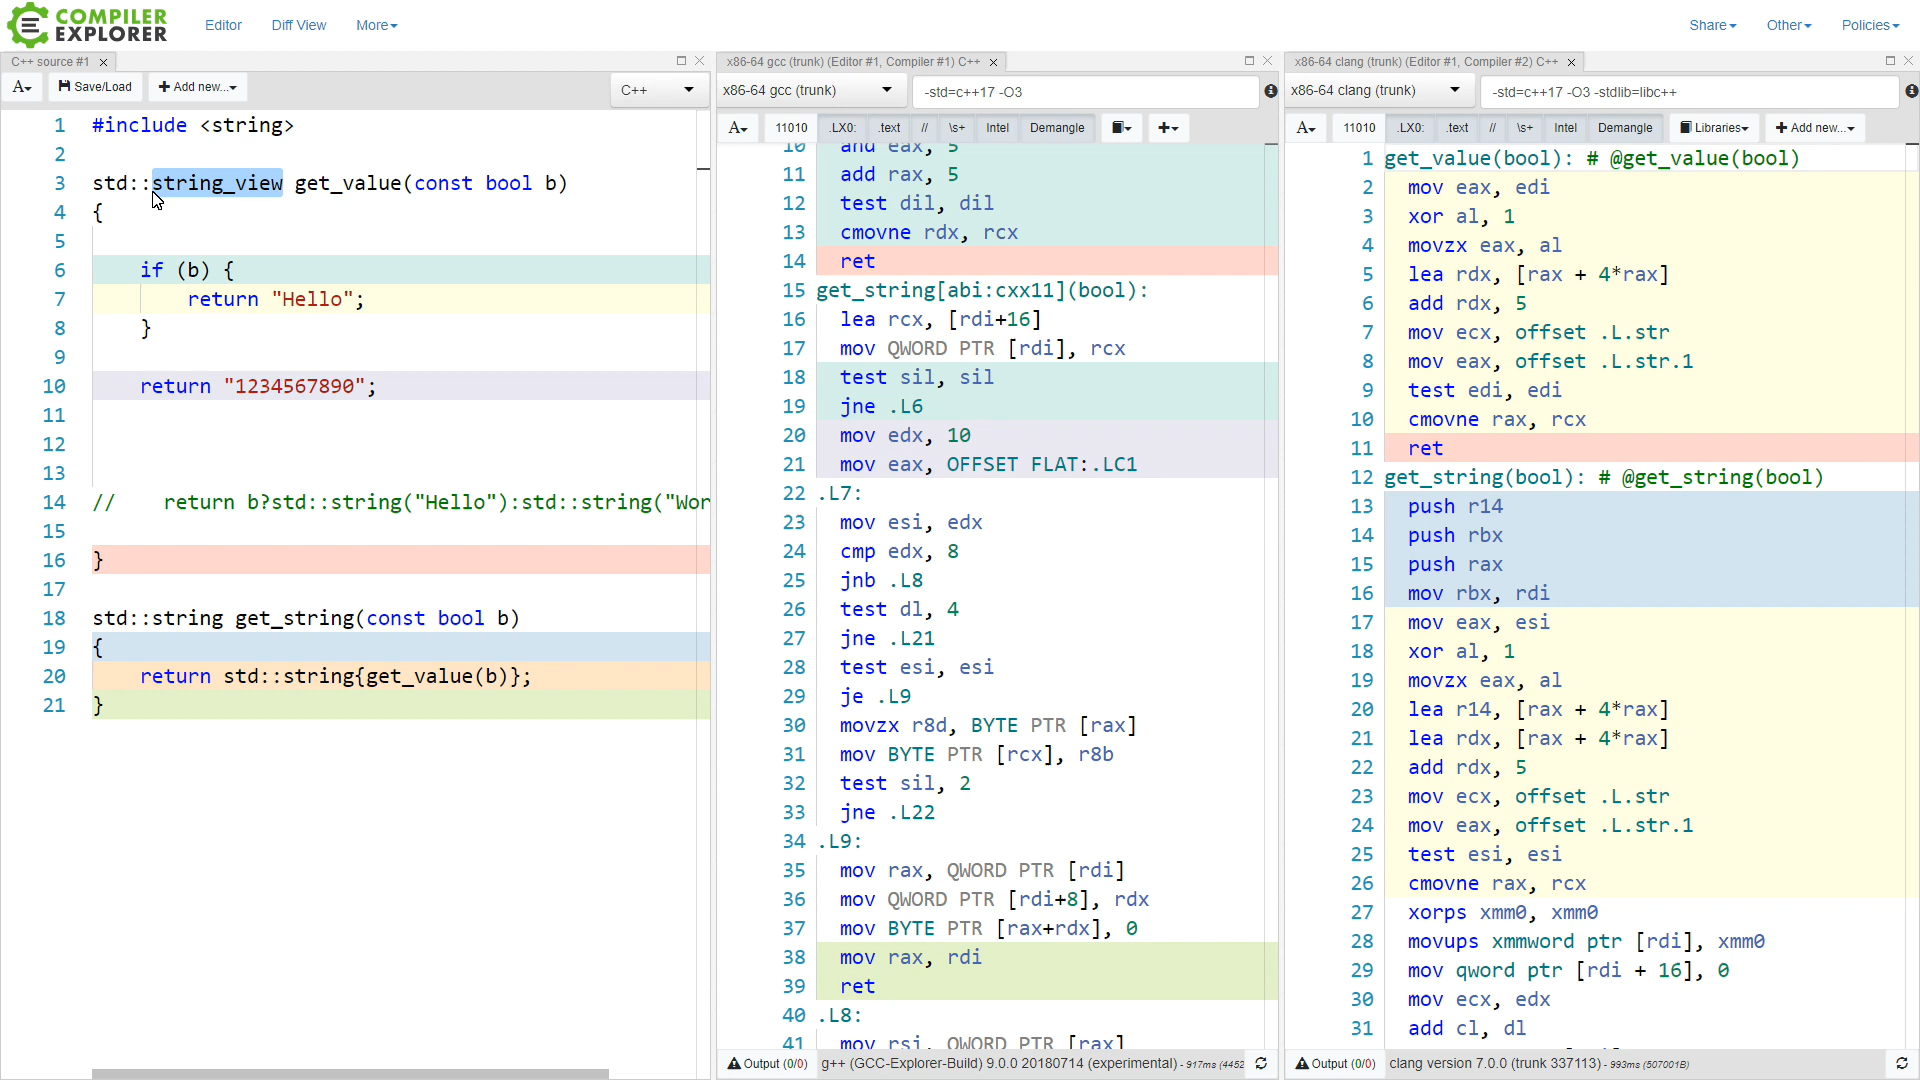 COMPILER
EXPLORER
Editor
Diff View
More
Share
Other
Policies
C++ source #1
A
Save/Load
Add new...
C++
1 #include <string>
2
3 std::string_view get_value(const bool b)
4 {
5
6 if (b) {
7 return "Hello";
8 }
9
10 return "1234567890";
11
12
13
14 // return b?std::string("Hello"):std::string("Wor
15
16 }
17
18 std::string get_string(const bool b)
19 {
20 return std::string{get_value(b)};
21 }
x86-64 gcc (trunk) (Editor #1, Compiler #1) C++
x86-64 gcc (trunk)
-std=c++17 -O3
A
11010
.LX0:
.text
//
\s+
Intel
Demangle
10 and eax, 5
11 add rax, 5
12 test dil, dil
13 cmovne rdx, rcx
14 ret
15 get_string[abi:cxx11](bool):
16 lea rcx, [rdi+16]
17 mov QWORD PTR [rdi], rcx
18 test sil, sil
19 jne .L6
20 mov edx, 10
21 mov eax, OFFSET FLAT:.LC1
22 .L7:
23 mov esi, edx
24 cmp edx, 8
25 jnb .L8
26 test dl, 4
27 jne .L21
28 test esi, esi
29 je .L9
30 movzx r8d, BYTE PTR [rax]
31 mov BYTE PTR [rcx], r8b
32 test sil, 2
33 jne .L22
34 .L9:
35 mov rax, QWORD PTR [rdi]
36 mov QWORD PTR [rdi+8], rdx
37 mov BYTE PTR [rax+rdx], 0
38 mov rax, rdi
39 ret
40 .L8:
41 mov rsi, QWORD PTR [rax]
Output (0/0)
g++ (GCC-Explorer-Build) 9.0.0 20180714 (experimental) - 917ms (4452
x86-64 clang (trunk) (Editor #1, Compiler #2) C++
x86-64 clang (trunk)
-std=c++17 -O3 -stdlib=libc++
A
11010
.LX0:
.text
//
\s+
Intel
Demangle
Libraries
Add new...
1 get_value(bool): # @get_value(bool)
2 mov eax, edi
3 xor al, 1
4 movzx eax, al
5 lea rdx, [rax + 4*rax]
6 add rdx, 5
7 mov ecx, offset .L.str
8 mov eax, offset .L.str.1
9 test edi, edi
10 cmovne rax, rcx
11 ret
12 get_string(bool): # @get_string(bool)
13 push r14
14 push rbx
15 push rax
16 mov rbx, rdi
17 mov eax, esi
18 xor al, 1
19 movzx eax, al
20 lea r14, [rax + 4*rax]
21 lea rdx, [rax + 4*rax]
22 add rdx, 5
23 mov ecx, offset .L.str
24 mov eax, offset .L.str.1
25 test esi, esi
26 cmovne rax, rcx
27 xorps xmm0, xmm0
28 movups xmmword ptr [rdi], xmm0
29 mov qword ptr [rdi + 16], 0
30 mov ecx, edx
31 add cl, dl
Output (0/0)
clang version 7.0.0 (trunk 337113) - 993ms (507001B)